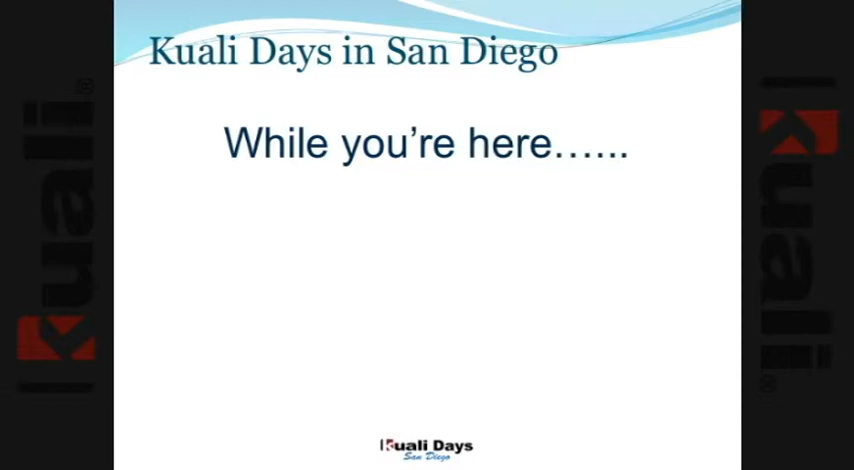 Kuali Days in San Diego
While you're here…...
Kuali Days
San Diego
Kuali®
Kuali®